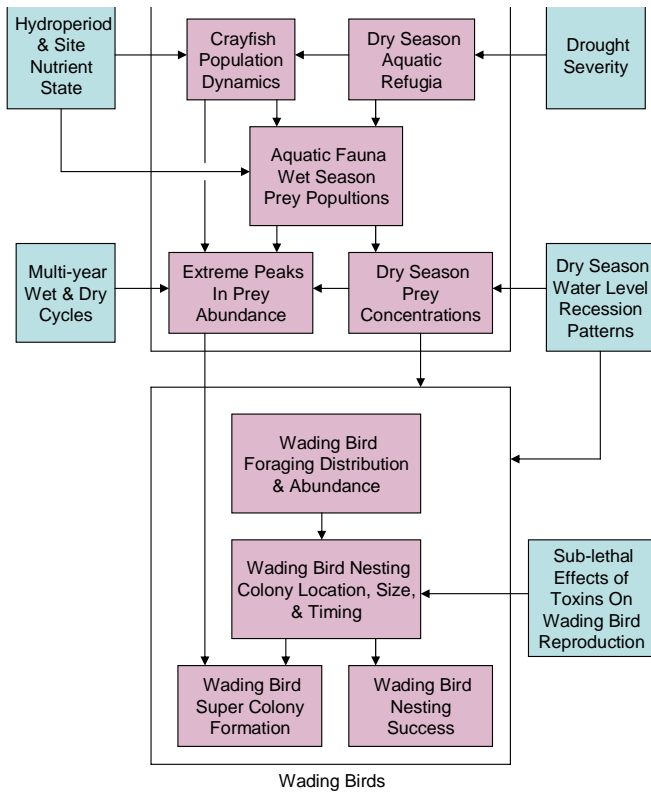 Hydroperiod
& Site
Nutrient
State
Crayfish
Population
Dynamics
Dry Season
Aquatic
Refugia
Drought
Severity
Aquatic Fauna
Wet Season
Prey Popultions
Multi-year
Wet & Dry
Cycles
Extreme Peaks
In Prey
Abundance
Dry Season
Prey
Concentrations
Dry Season
Water Level
Recession
Patterns
Wading Bird
Foraging Distribution
& Abundance
Wading Bird Nesting
Colony Location, Size,
& Timing
Sub-lethal
Effects of
Toxins On
Wading Bird
Reproduction
Wading Bird
Super Colony
Formation
Wading Bird
Nesting
Success
Wading Birds